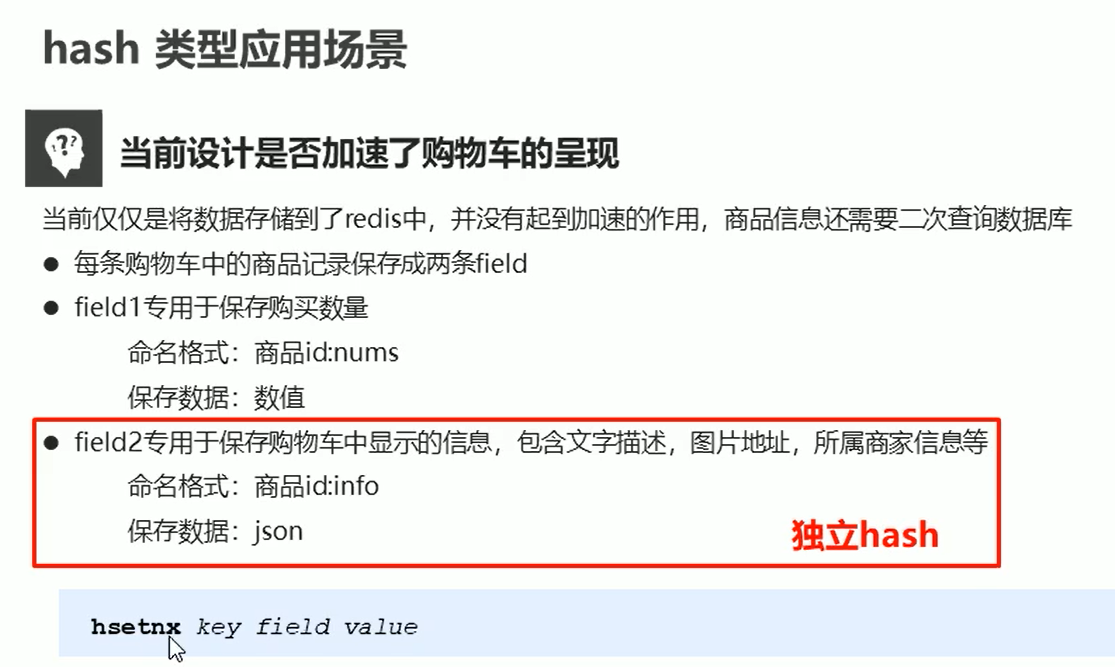 hash 类型应用场景
??
当前设计是否加速了购物车的呈现
当前仅仅是将数据存储到了redis中，并没有起到加速的作用，商品信息还需要二次查询数据库
● 每条购物车中的商品记录保存成两条field
● field1专用于保存购买数量
命名格式：商品id:nums
保存数据：数值
● field2专用于保存购物车中显示的信息，包含文字描述，图片地址，所属商家信息等
命名格式：商品id:info
保存数据：json
独立hash
hsetnx key field value